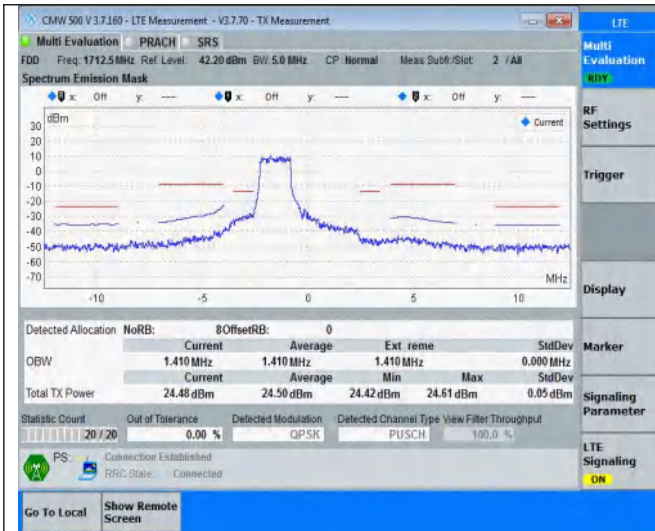 CMW 500 V 3.7.160 - LTE Measurement - V3.7.70 - TX Measurement
LTE
Multi Evaluation PRACH SRS
Multi
Evaluation
RDY
FDD Freq: 1712.5 MHz Ref. Level: 42.20 dBm BW: 5.0 MHz CP: Normal Meas Subfr./Slot: 2 /All
Spectrum Emission Mask
x: Off y: --- x: Off y: --- x: Off y: ---
dBm
Current
30
20
10
0
-10
-20
-30
-40
-50
-60
-70
MHz
-10 -5 0 5 10
RF
Settings
Trigger
Display
Marker
Signaling
Parameter
LTE
Signaling
ON
Detected Allocation NoRB: 8OffsetRB: 0
Current Average Ext reme StdDev
OBW 1.410 MHz 1.410 MHz 1.410 MHz 0.000 MHz
Current Average Min Max StdDev
Total TX Power 24.48 dBm 24.50 dBm 24.42 dBm 24.61 dBm 0.05 dBm
Statistic Count Out of Tolerance Detected Modulation Detected Channel Type View Filter Throughput
20 / 20 0.00 % QPSK PUSCH 100.0 %
PS: Connection Established
RRC State: Connected
Go To Local Show Remote
Screen